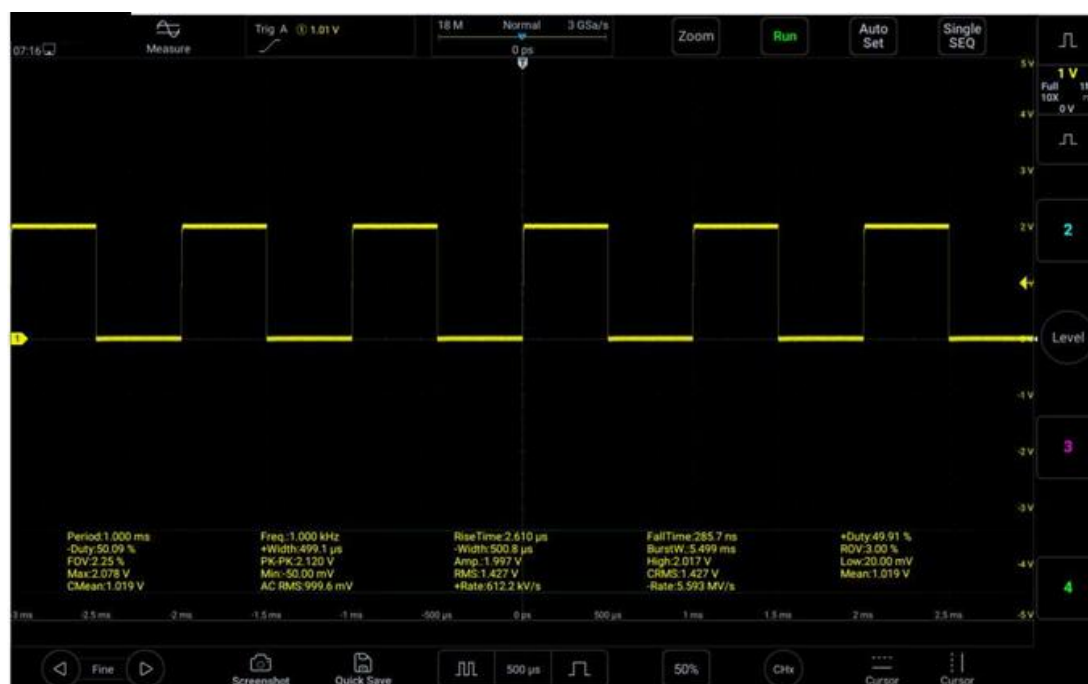 07:16
Measure
Trig A ① 1.01 V
18 M Normal 3 GSa/s
0 ps
Zoom
Run
Auto
Set
Single
SEQ
T
1 V
Full
10X
0 V
5 V
4 V
3 V
2 V
-1 V
-2 V
-3 V
-4 V
-5 V
1
2
Level
3
4
Period:1.000 ms Freq.:1.000 kHz RiseTime:2.610 µs FallTime:285.7 ns +Duty:49.91 %
-Duty:50.09 % +Width:499.1 µs -Width:500.8 µs BurstW.:5.499 ms ROV:3.00 %
FOV:2.25 % PK-PK:2.120 V Amp.:1.997 V High:2.017 V Low:20.00 mV
Max:2.078 V Min:-50.00 mV RMS:1.427 V CRMS:1.427 V Mean:1.019 V
CMean:1.019 V AC RMS:999.6 mV +Rate:612.2 kV/s -Rate:5.593 MV/s
-3 ms -2.5 ms -2 ms -1.5 ms -1 ms -500 µs 0 ps 500 µs 1 ms 1.5 ms 2 ms 2.5 ms
Fine
Screenshot
Quick Save
500 µs
50%
CHx
Cursor
Cursor